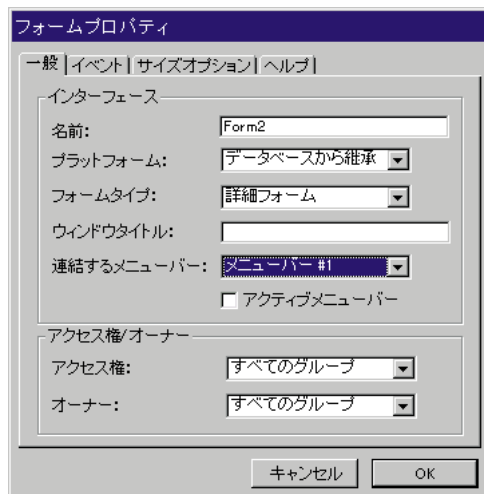 フォームプロパティ
一般 イベント サイズオプション ヘルプ
インターフェース
名前: Form2
プラットフォーム: データベースから継承
フォームタイプ: 詳細フォーム
ウィンドウタイトル:
連結するメニューバー: メニューバー #1
アクティブメニューバー
アクセス権/オーナー
アクセス権: すべてのグループ
オーナー: すべてのグループ
キャンセル OK